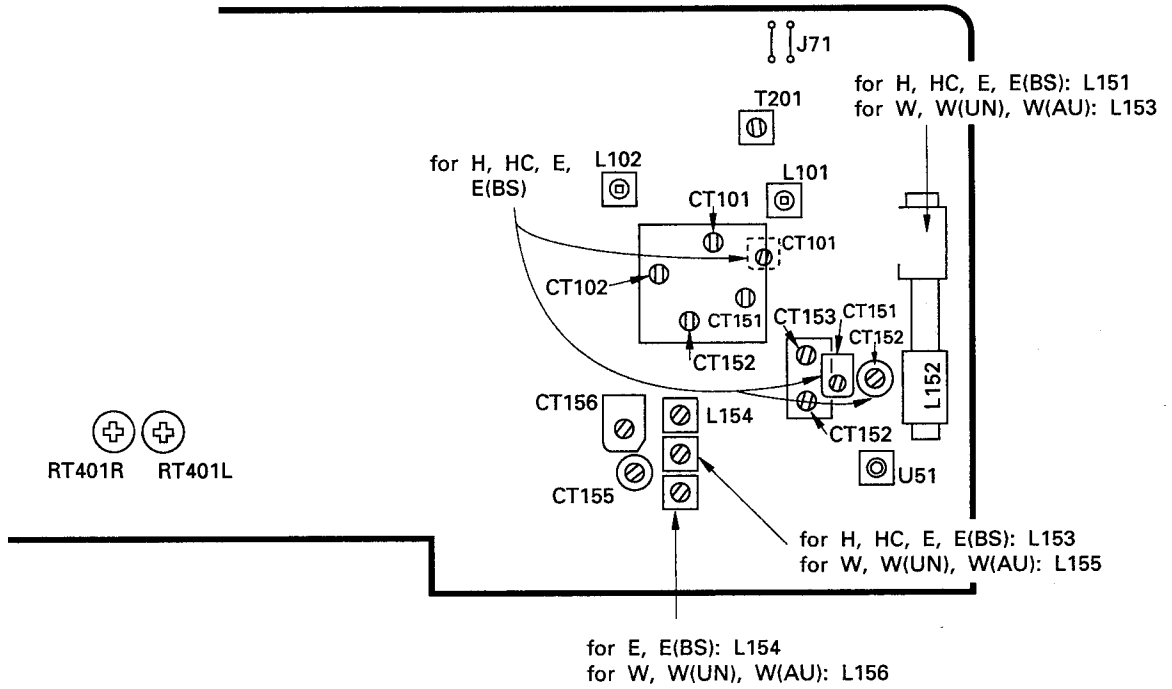 J71
for H, HC, E, E(BS): L151
for W, W(UN), W(AU): L153
T201
for H, HC, E,
E(BS)
L102
L101
CT101
CT101
CT102
CT151
CT152
CT153
CT151
CT152
L152
CT156
L154
CT152
RT401R
RT401L
CT155
U51
for H, HC, E, E(BS): L153
for W, W(UN), W(AU): L155
for E, E(BS): L154
for W, W(UN), W(AU): L156